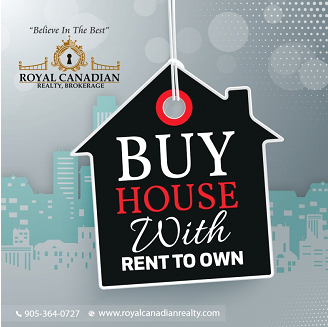 "Believe In The Best"
ROYAL CANADIAN
REALTY, BROKERAGE
BUY
HOUSE
With
RENT TO OWN
905-364-0727 www.royalcanadianrealty.com